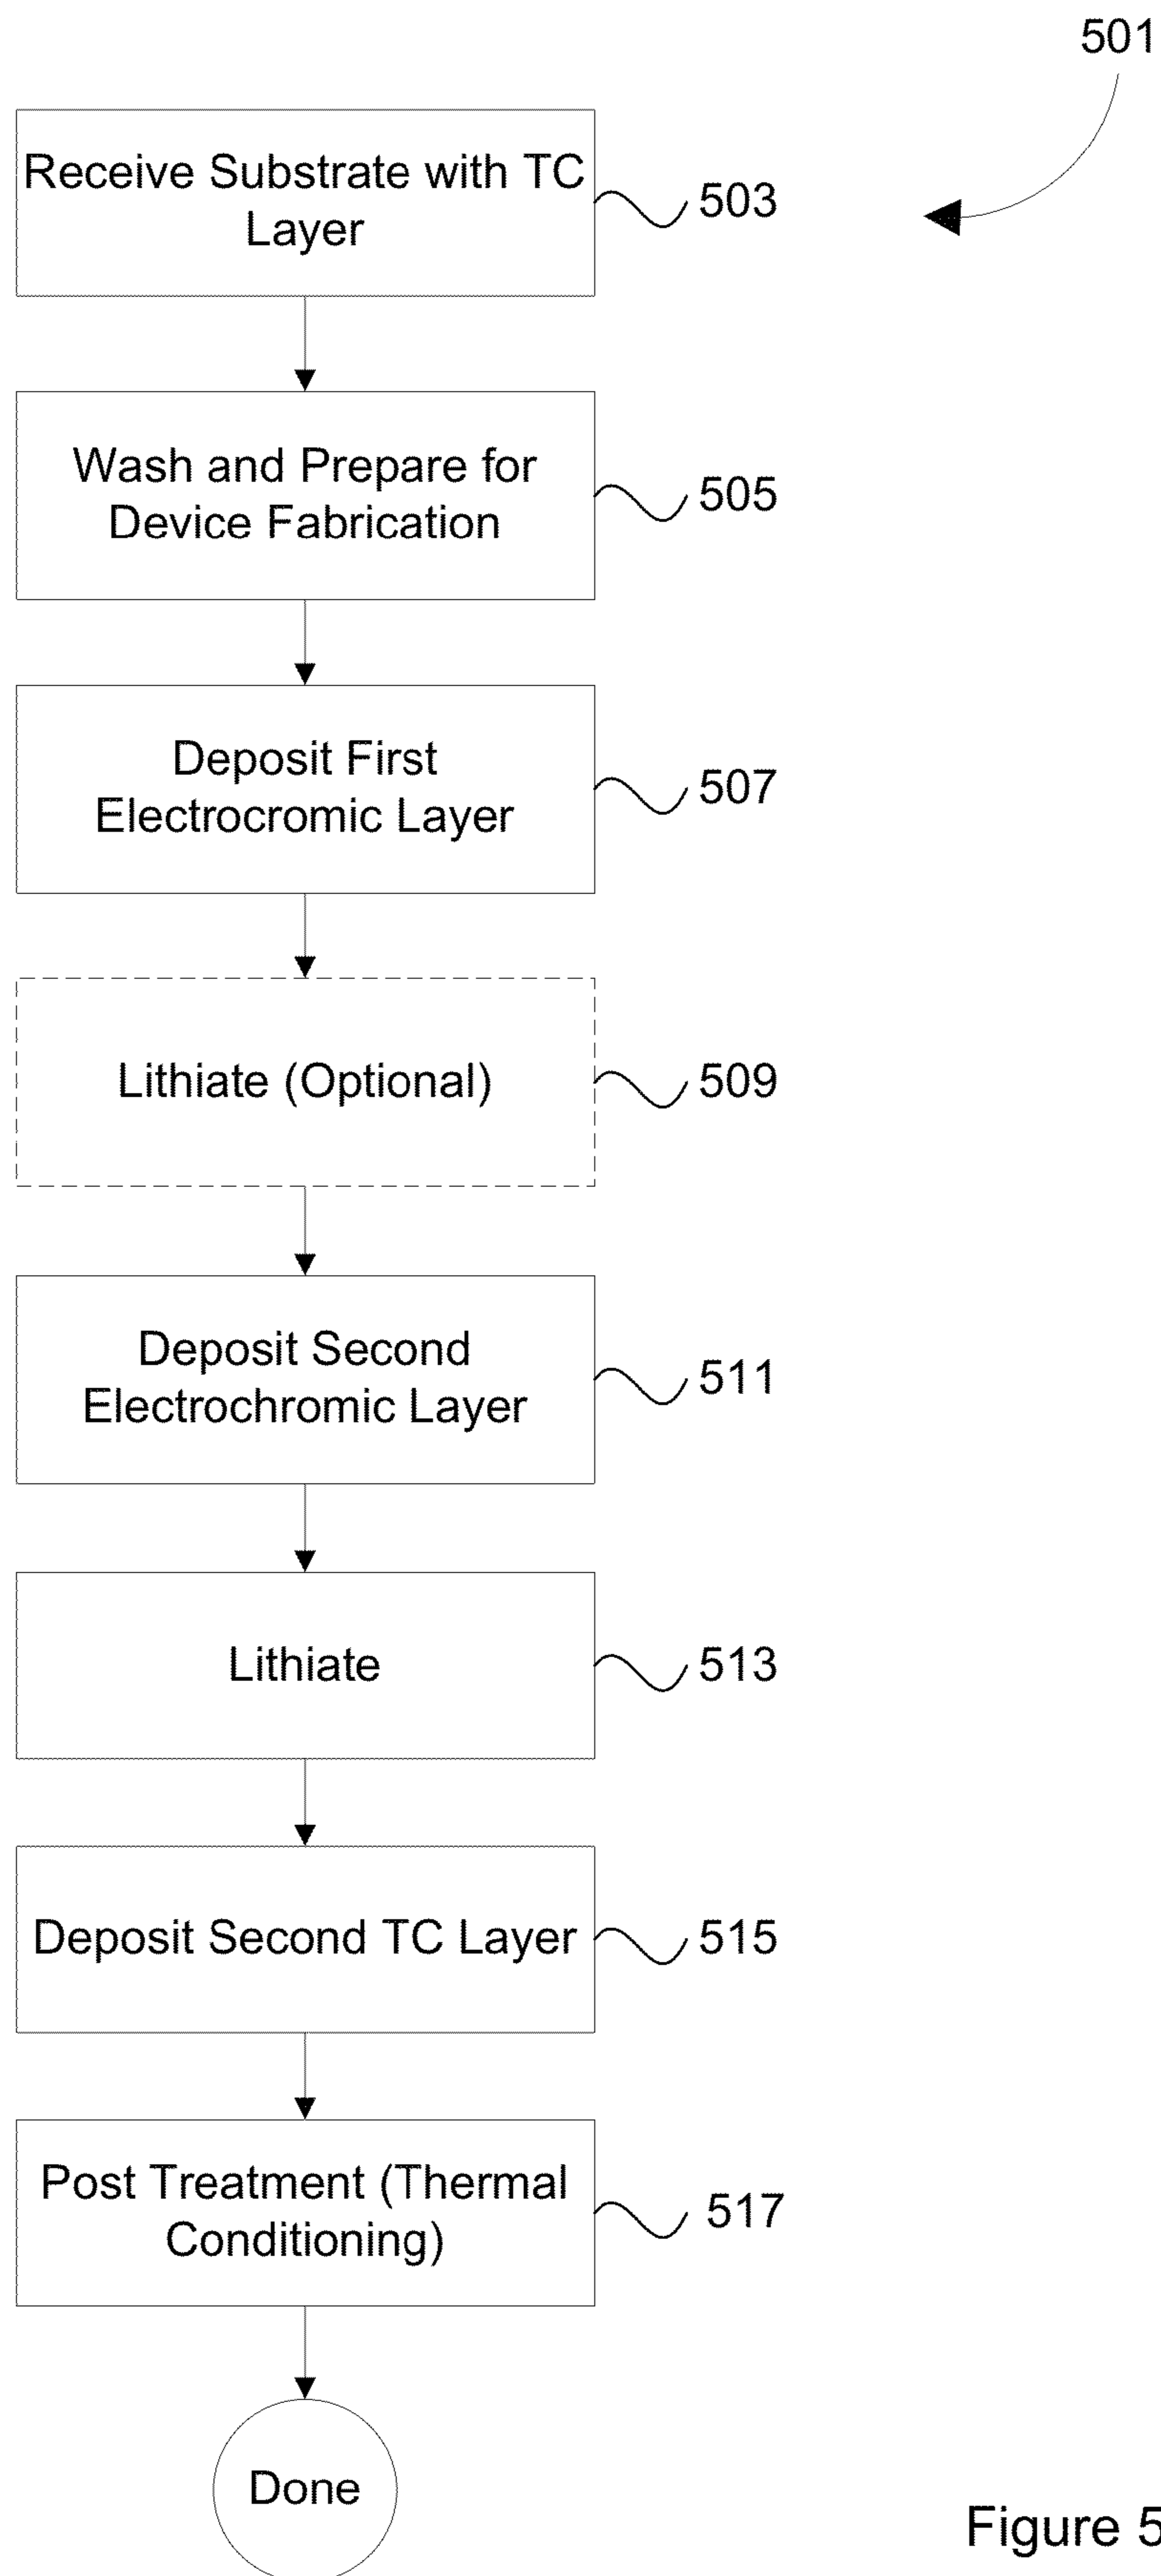 501
Receive Substrate with TC
Layer
503
Wash and Prepare for
Device Fabrication
505
Deposit First
Electrocromic Layer
507
Lithiate (Optional)
509
Deposit Second
Electrochromic Layer
511
Lithiate
513
Deposit Second TC Layer
515
Post Treatment (Thermal
Conditioning)
517
Done
Figure 5